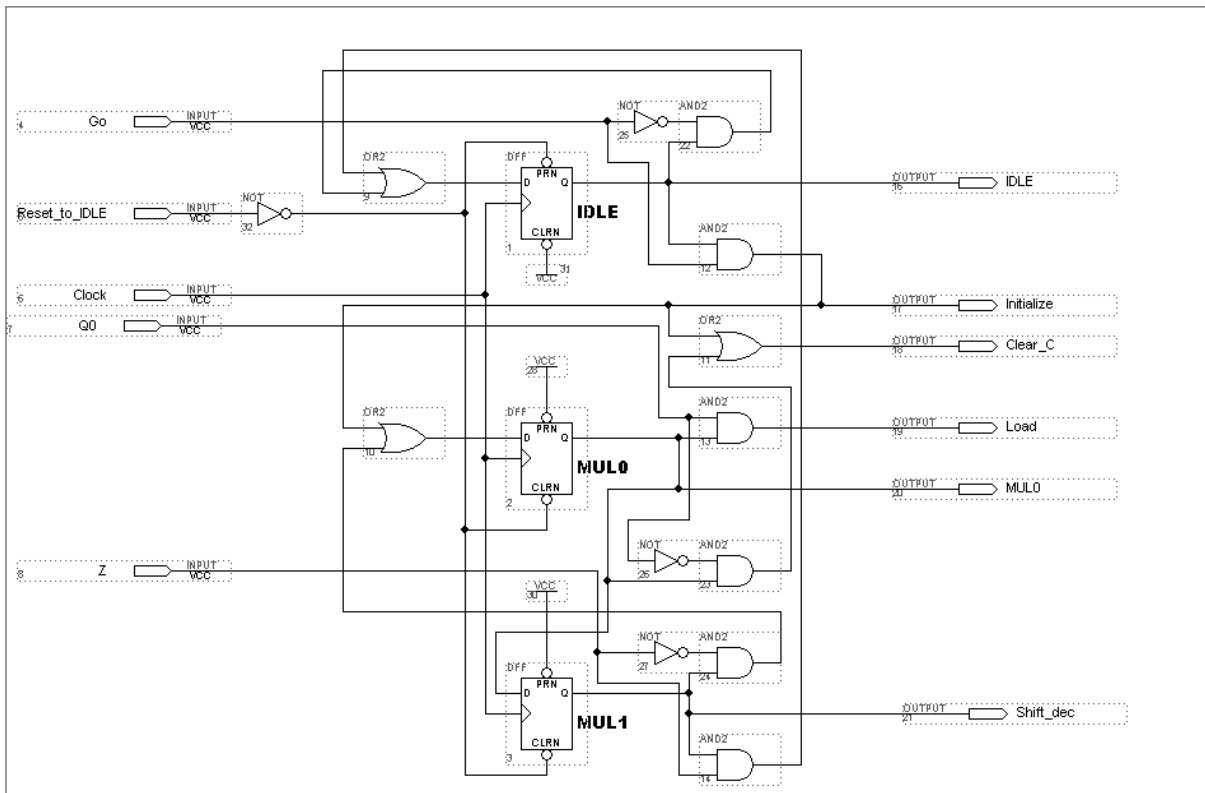 NOT AND2
INPUT
4 Go VCC
25 22
OR2 DFF
PRN
D Q
OUTPUT
16 IDLE
9
INPUT NOT
Reset_to_IDLE VCC
32
IDLE
AND2
CLRN
1
31
VCC
12
INPUT
6 Clock VCC
OUTPUT
17 Initialize
INPUT
7 Q0 VCC
OR2
OUTPUT
18 Clear_C
11
VCC
28
AND2
OR2 DFF
PRN
OUTPUT
19 Load
D Q
13
10
MUL0
CLRN
2
OUTPUT
20 MUL0
NOT AND2
INPUT
8 Z VCC
26 23
VCC
30
NOT AND2
DFF
27 24
PRN
D Q
OUTPUT
21 Shift_dec
MUL1
AND2
CLRN
3
14